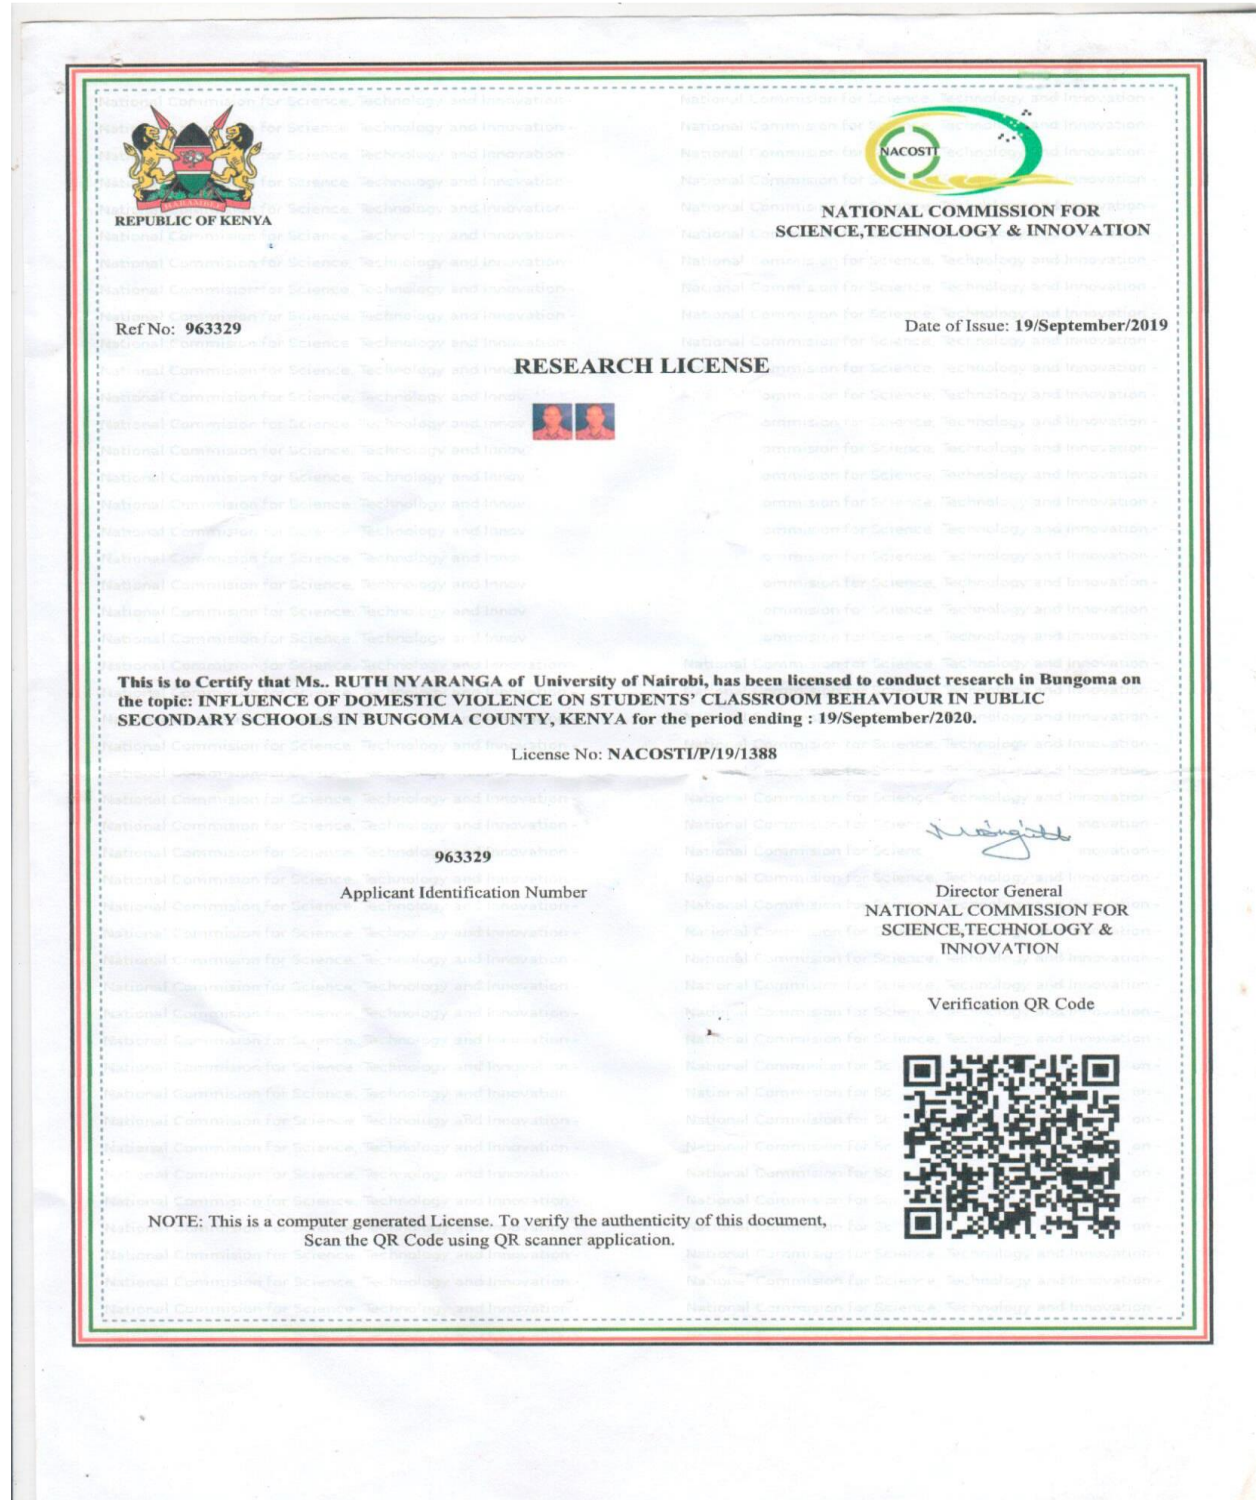 HARAMBEE
REPUBLIC OF KENYA
NACOSTI
NATIONAL COMMISSION FOR
SCIENCE,TECHNOLOGY & INNOVATION
Ref No: 963329
Date of Issue: 19/September/2019
RESEARCH LICENSE
This is to Certify that Ms.. RUTH NYARANGA of University of Nairobi, has been licensed to conduct research in Bungoma on
the topic: INFLUENCE OF DOMESTIC VIOLENCE ON STUDENTS' CLASSROOM BEHAVIOUR IN PUBLIC
SECONDARY SCHOOLS IN BUNGOMA COUNTY, KENYA for the period ending : 19/September/2020.
License No: NACOSTI/P/19/1388
963329
Applicant Identification Number
Director General
NATIONAL COMMISSION FOR
SCIENCE,TECHNOLOGY &
INNOVATION
Verification QR Code
NOTE: This is a computer generated License. To verify the authenticity of this document,
Scan the QR Code using QR scanner application.